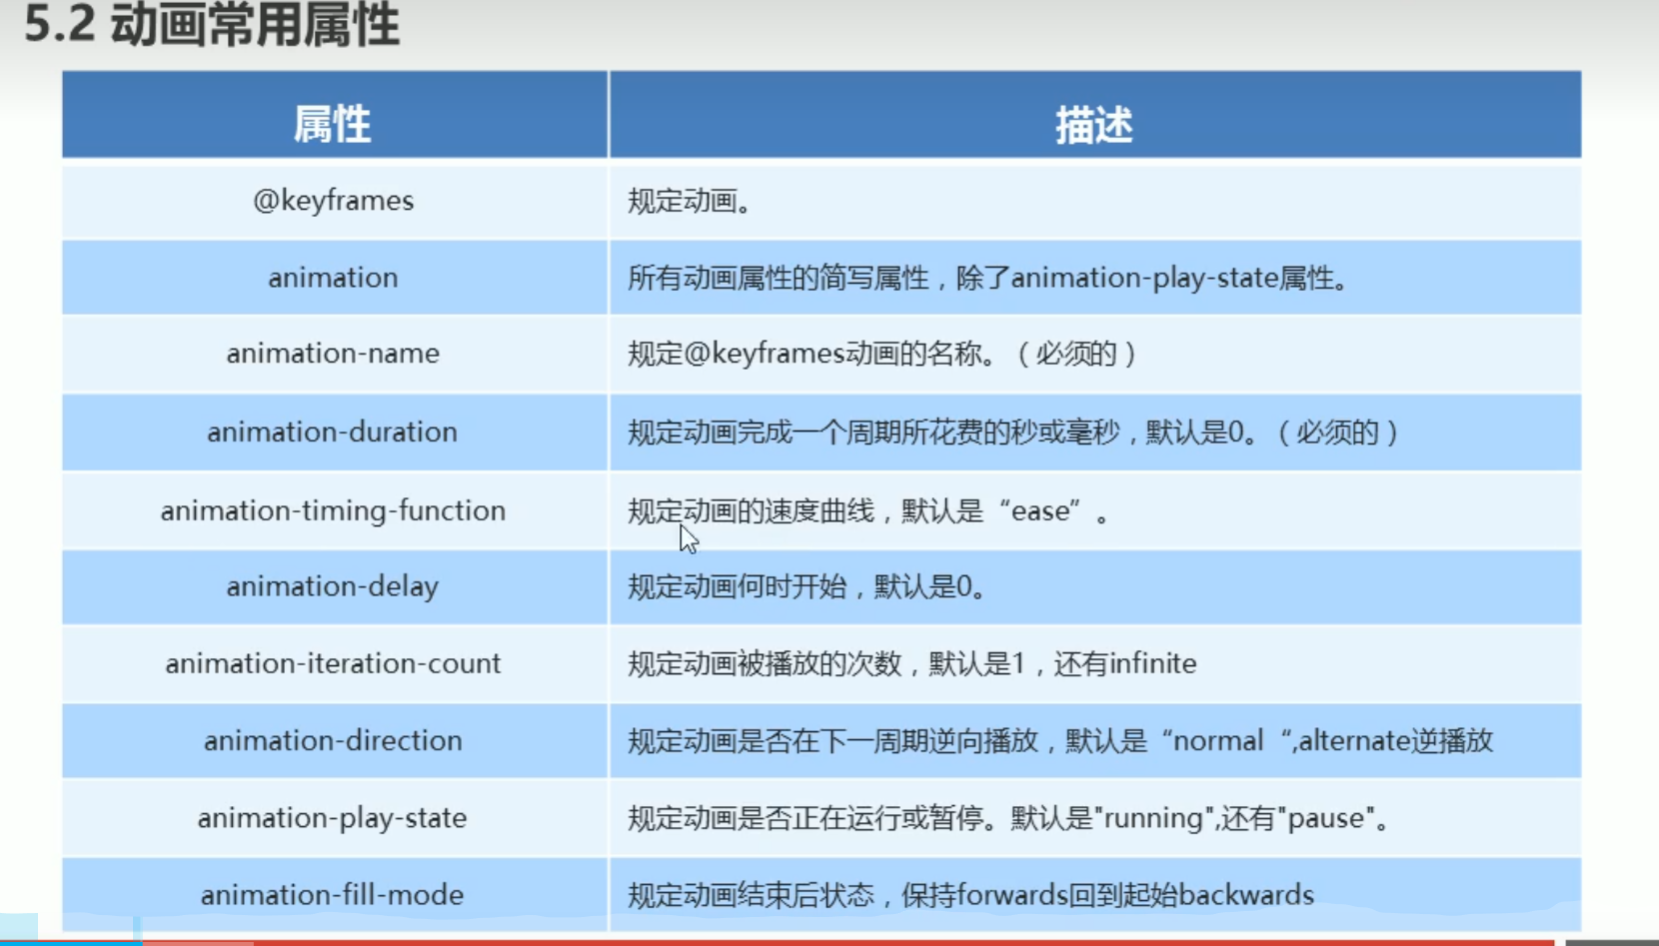 5.2 动画常用属性
属性 描述
@keyframes 规定动画。
animation 所有动画属性的简写属性，除了animation-play-state属性。
animation-name 规定@keyframes动画的名称。（必须的）
animation-duration 规定动画完成一个周期所花费的秒或毫秒，默认是0。（必须的）
animation-timing-function 规定动画的速度曲线，默认是“ease”。
animation-delay 规定动画何时开始，默认是0。
animation-iteration-count 规定动画被播放的次数，默认是1，还有infinite
animation-direction 规定动画是否在下一周期逆向播放，默认是“normal “,alternate逆播放
animation-play-state 规定动画是否正在运行或暂停。默认是"running",还有"pause"。
animation-fill-mode 规定动画结束后状态，保持forwards回到起始backwards